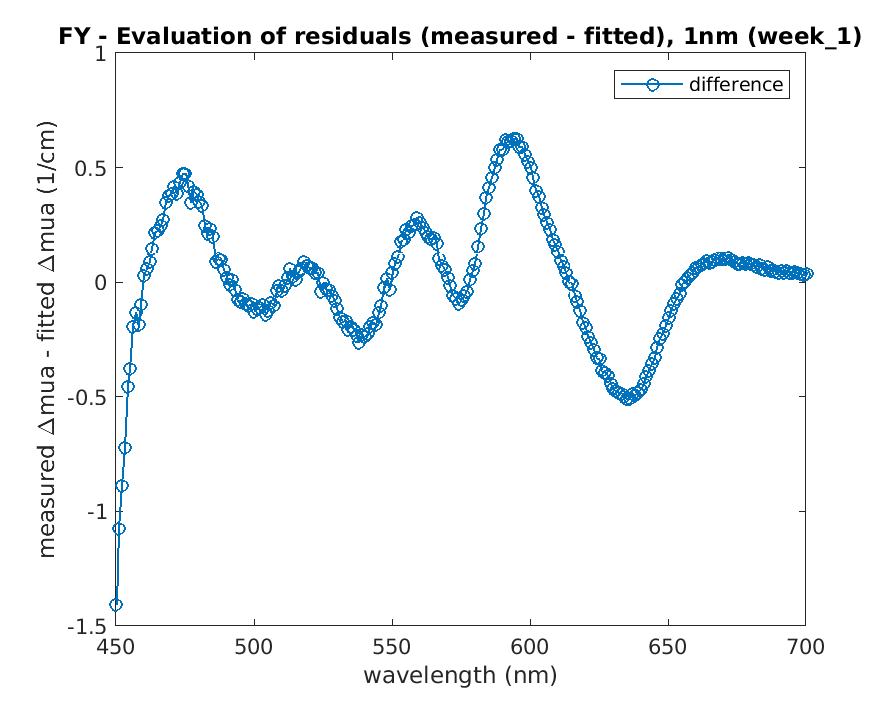 FY - Evaluation of residuals (measured - fitted), 1nm (week_1)
difference
measured Δmua - fitted Δmua (1/cm)
1
0.5
0
-0.5
-1
-1.5
450 500 550 600 650 700
wavelength (nm)